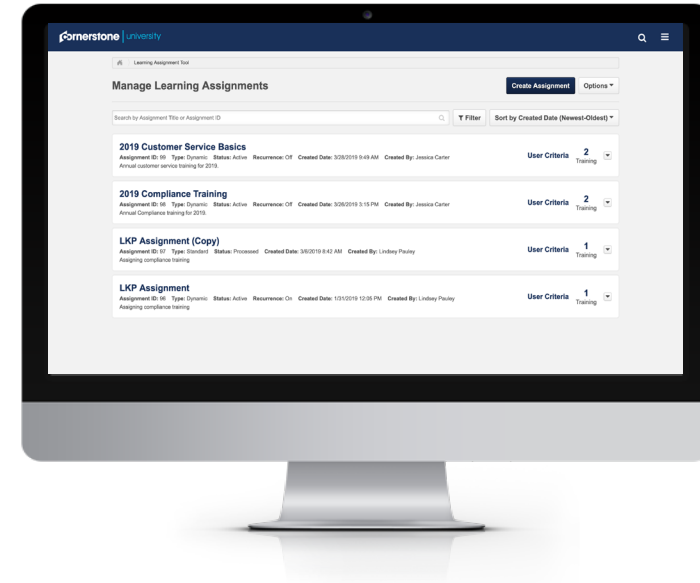 cornerstone | university
Learning Assignment Tool
Manage Learning Assignments
Create Assignment
Options
Search by Assignment Title or Assignment ID
Filter
Sort by Created Date (Newest-Oldest)
2019 Customer Service Basics
Assignment ID: 99 Type: Dynamic Status: Active Recurrence: Off Created Date: 3/28/2019 9:49 AM Created By: Jessica Carter
Annual customer service training for 2019.
User Criteria
2
Training
2019 Compliance Training
Assignment ID: 98 Type: Dynamic Status: Active Recurrence: Off Created Date: 3/26/2019 3:15 PM Created By: Jessica Carter
Annual Compliance training for 2019.
User Criteria
2
Training
LKP Assignment (Copy)
Assignment ID: 97 Type: Standard Status: Processed Created Date: 3/6/2019 8:42 AM Created By: Lindsey Pauley
Assigning compliance training
User Criteria
1
Training
LKP Assignment
Assignment ID: 96 Type: Dynamic Status: Active Recurrence: On Created Date: 1/31/2019 12:05 PM Created By: Lindsey Pauley
Assigning compliance training
User Criteria
1
Training